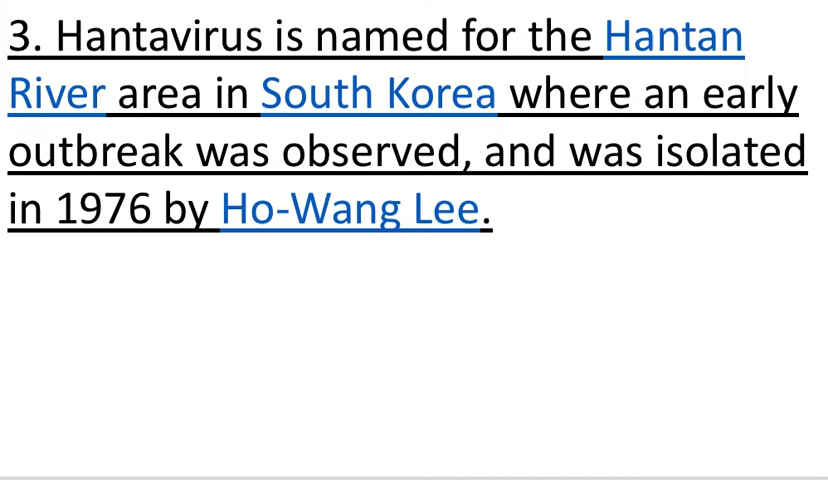 3. Hantavirus is named for the Hantan
River area in South Korea where an early
outbreak was observed, and was isolated
in 1976 by Ho-Wang Lee.